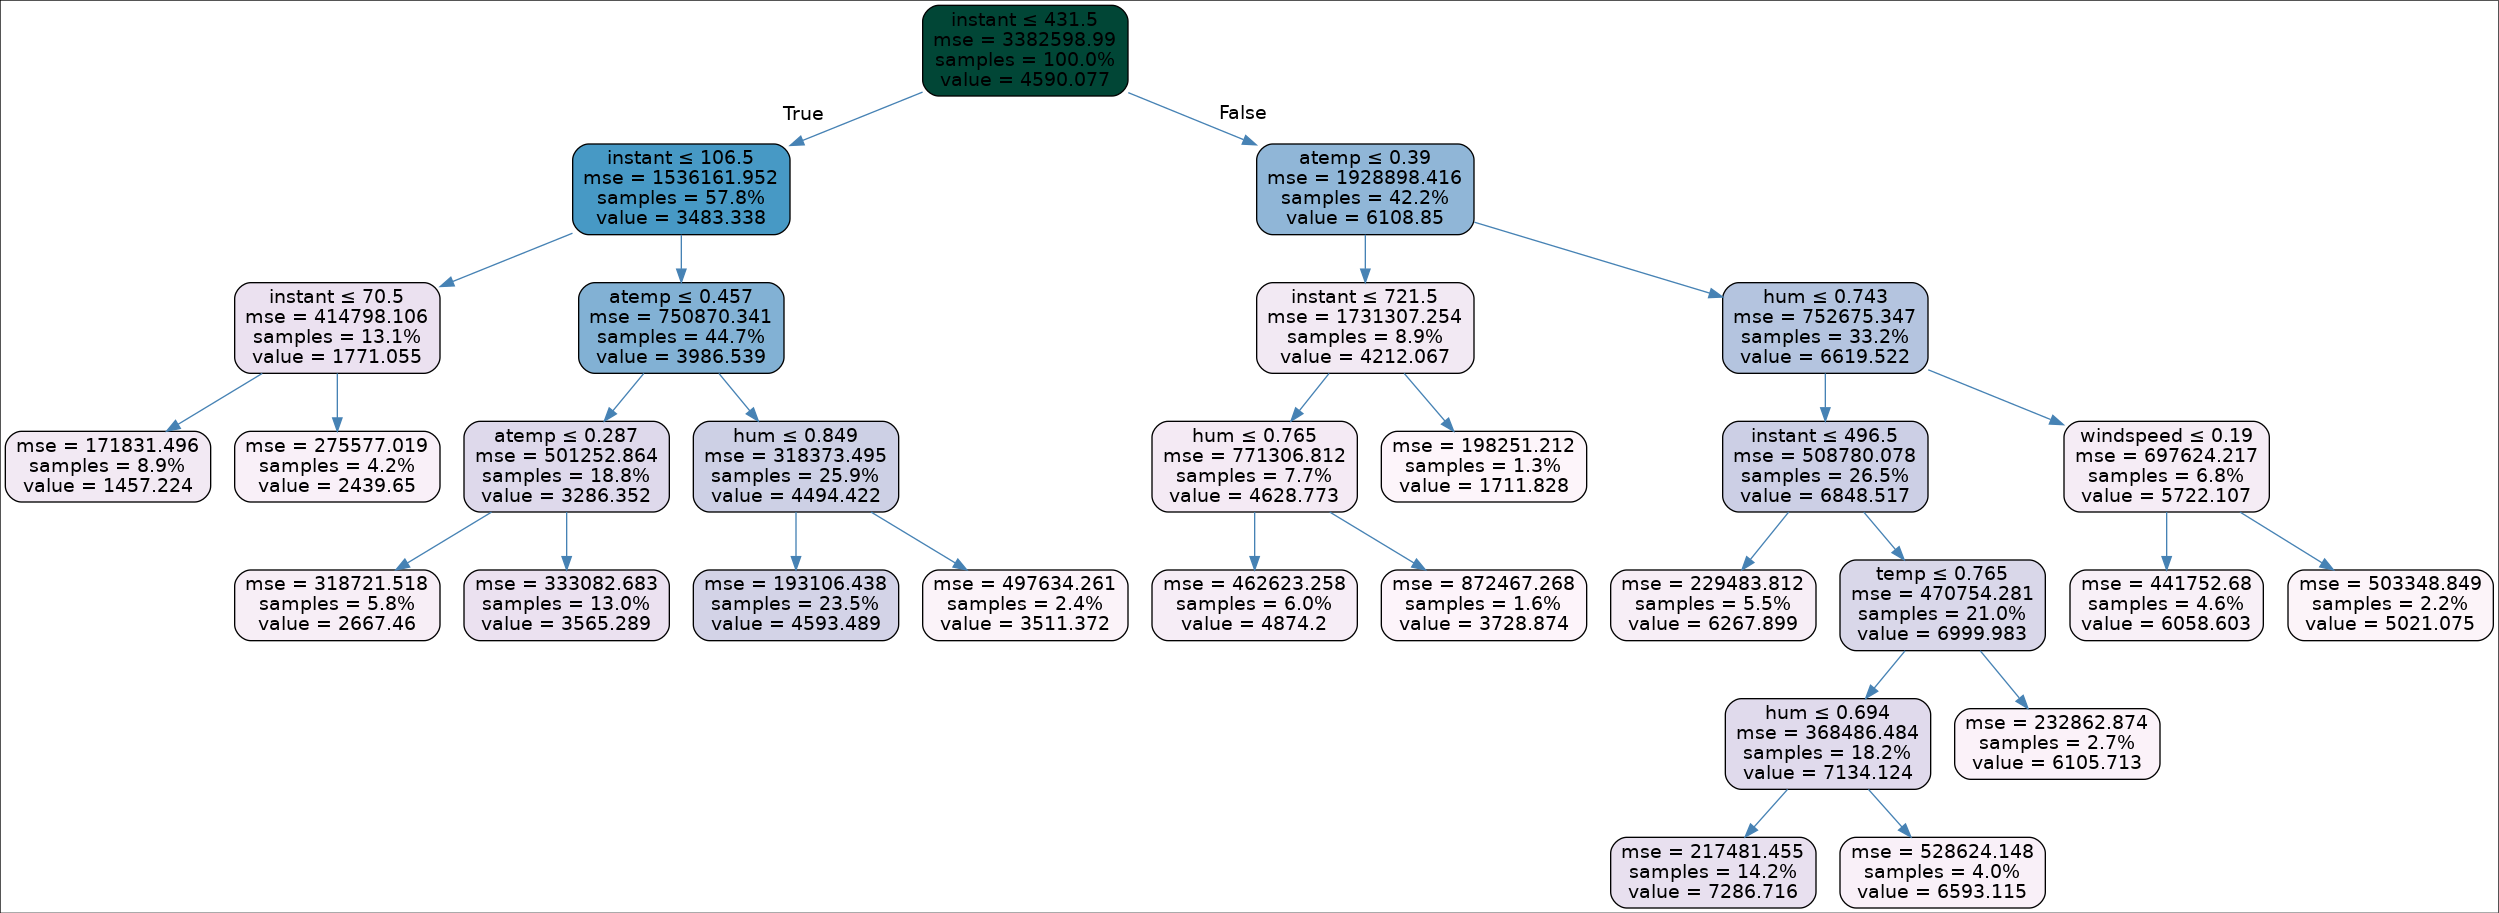 instant ≤ 431.5
mse = 3382598.99
samples = 100.0%
value = 4590.077
True
False
instant ≤ 106.5
mse = 1536161.952
samples = 57.8%
value = 3483.338
atemp ≤ 0.39
mse = 1928898.416
samples = 42.2%
value = 6108.85
instant ≤ 70.5
mse = 414798.106
samples = 13.1%
value = 1771.055
atemp ≤ 0.457
mse = 750870.341
samples = 44.7%
value = 3986.539
instant ≤ 721.5
mse = 1731307.254
samples = 8.9%
value = 4212.067
hum ≤ 0.743
mse = 752675.347
samples = 33.2%
value = 6619.522
mse = 171831.496
samples = 8.9%
value = 1457.224
mse = 275577.019
samples = 4.2%
value = 2439.65
atemp ≤ 0.287
mse = 501252.864
samples = 18.8%
value = 3286.352
hum ≤ 0.849
mse = 318373.495
samples = 25.9%
value = 4494.422
hum ≤ 0.765
mse = 771306.812
samples = 7.7%
value = 4628.773
mse = 198251.212
samples = 1.3%
value = 1711.828
instant ≤ 496.5
mse = 508780.078
samples = 26.5%
value = 6848.517
windspeed ≤ 0.19
mse = 697624.217
samples = 6.8%
value = 5722.107
mse = 318721.518
samples = 5.8%
value = 2667.46
mse = 333082.683
samples = 13.0%
value = 3565.289
mse = 193106.438
samples = 23.5%
value = 4593.489
mse = 497634.261
samples = 2.4%
value = 3511.372
mse = 462623.258
samples = 6.0%
value = 4874.2
mse = 872467.268
samples = 1.6%
value = 3728.874
mse = 229483.812
samples = 5.5%
value = 6267.899
temp ≤ 0.765
mse = 470754.281
samples = 21.0%
value = 6999.983
mse = 441752.68
samples = 4.6%
value = 6058.603
mse = 503348.849
samples = 2.2%
value = 5021.075
hum ≤ 0.694
mse = 368486.484
samples = 18.2%
value = 7134.124
mse = 232862.874
samples = 2.7%
value = 6105.713
mse = 217481.455
samples = 14.2%
value = 7286.716
mse = 528624.148
samples = 4.0%
value = 6593.115